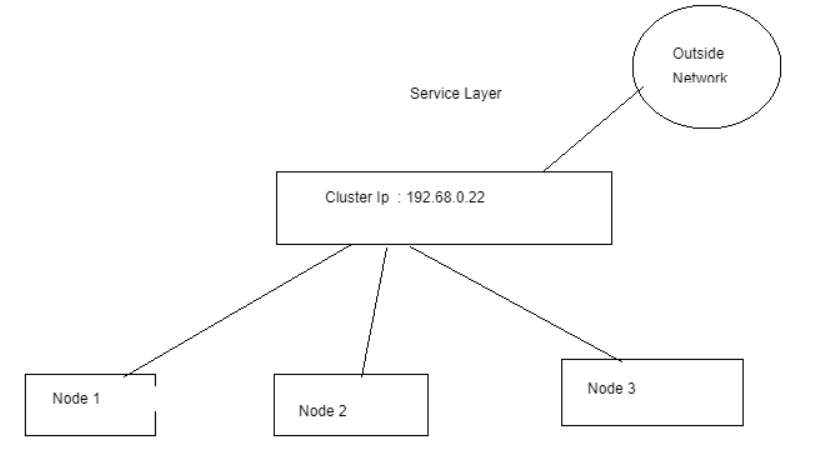 Outside
Network
Service Layer
Cluster Ip : 192.68.0.22
Node 1
Node 2
Node 3